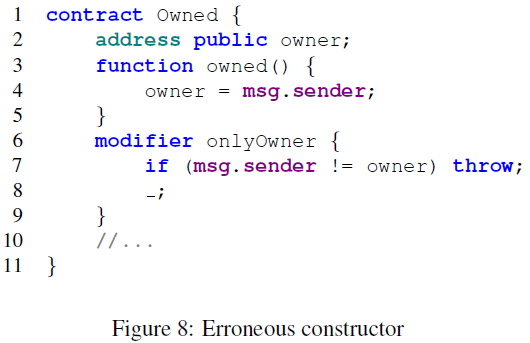 1 contract Owned {
2     address public owner;
3     function owned() {
4         owner = msg.sender;
5     }
6     modifier onlyOwner {
7         if (msg.sender != owner) throw;
8         _;
9     }
10     //...
11 }
Figure 8: Erroneous constructor